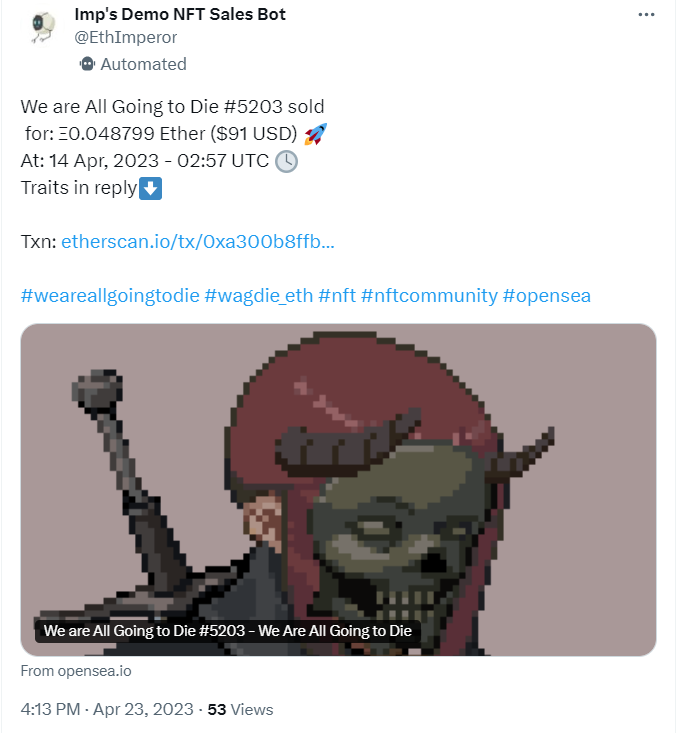 Imp's Demo NFT Sales Bot
@EthImperor
Automated
We are All Going to Die #5203 sold
for: Ξ0.048799 Ether ($91 USD) 🚀
At: 14 Apr, 2023 - 02:57 UTC 🕓
Traits in reply⬇️
Txn: etherscan.io/tx/0xa300b8ffb...
#weareallgoingtodie #wagdie_eth #nft #nftcommunity #opensea
We are All Going to Die #5203 - We Are All Going to Die
From opensea.io
4:13 PM · Apr 23, 2023 · 53 Views